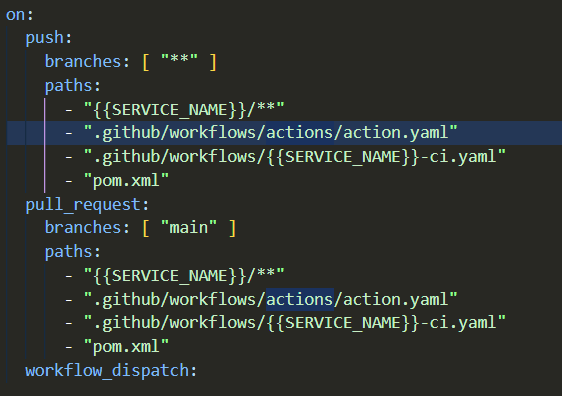 on:
  push:
    branches: [ "**" ]
    paths:
      - "{{SERVICE_NAME}}/**"
      - ".github/workflows/actions/action.yaml"
      - ".github/workflows/{{SERVICE_NAME}}-ci.yaml"
      - "pom.xml"
  pull_request:
    branches: [ "main" ]
    paths:
      - "{{SERVICE_NAME}}/**"
      - ".github/workflows/actions/action.yaml"
      - ".github/workflows/{{SERVICE_NAME}}-ci.yaml"
      - "pom.xml"
  workflow_dispatch: